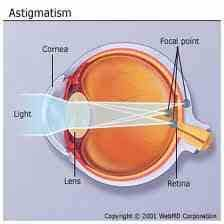 Astigmatism
Focal point
Cornea
Light
Lens
Retina
Copyright © 2001 WebMD Corporation